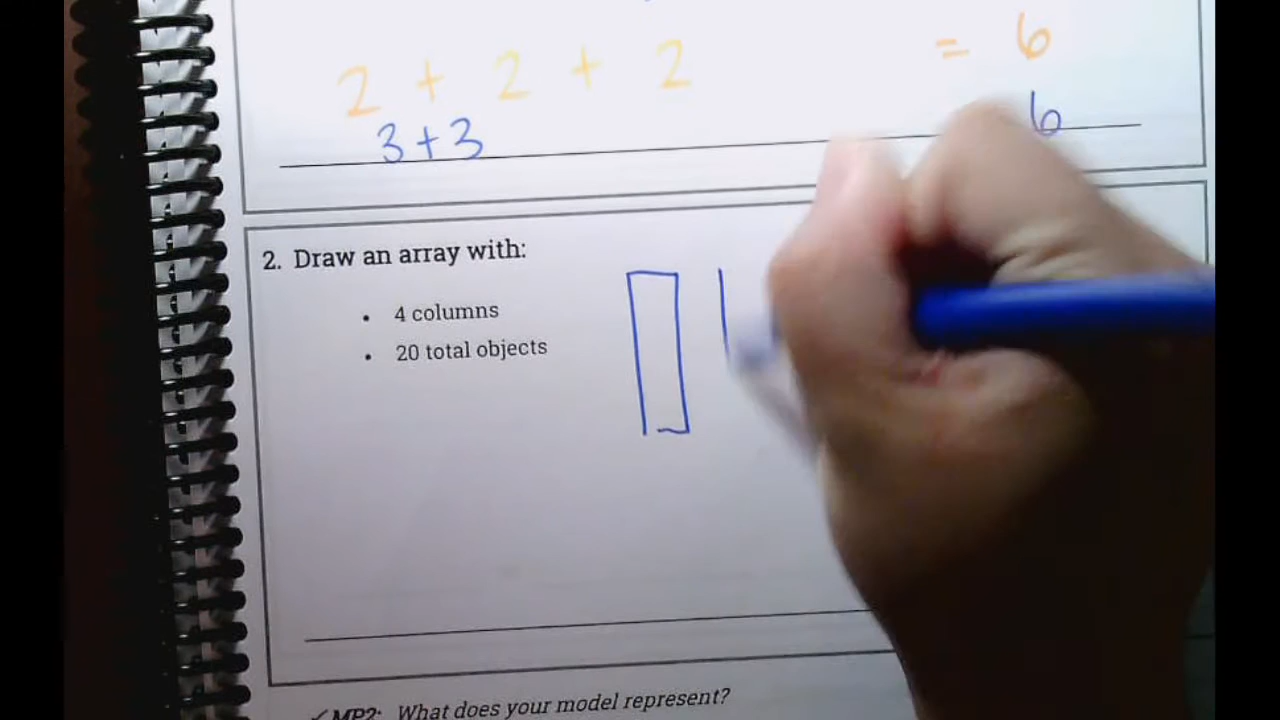 2 + 2 + 2 = 6
3+3 6
2. Draw an array with:
• 4 columns
• 20 total objects
✓MP2: What does your model represent?